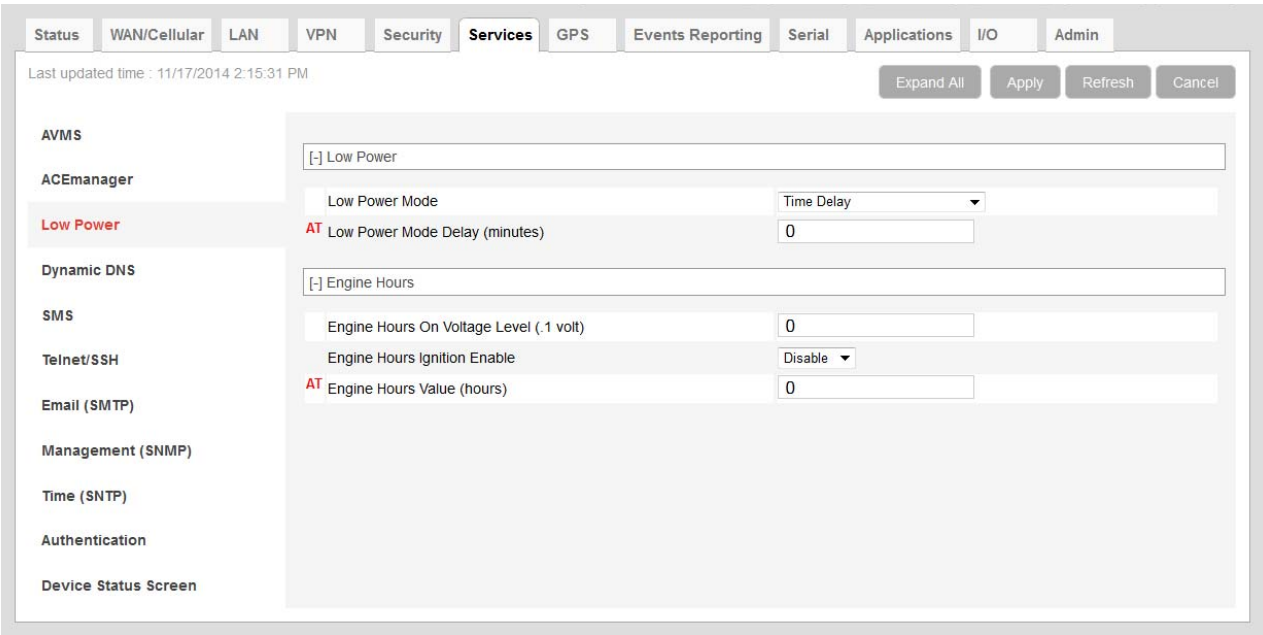 Status WAN/Cellular LAN VPN Security Services GPS Events Reporting Serial Applications I/O Admin
Last updated time : 11/17/2014 2:15:31 PM
Expand All Apply Refresh Cancel
AVMS
ACEmanager
Low Power
Dynamic DNS
SMS
Telnet/SSH
Email (SMTP)
Management (SNMP)
Time (SNTP)
Authentication
Device Status Screen
[-] Low Power
Low Power Mode Time Delay
AT Low Power Mode Delay (minutes) 0
[-] Engine Hours
Engine Hours On Voltage Level (.1 volt) 0
Engine Hours Ignition Enable Disable
AT Engine Hours Value (hours) 0